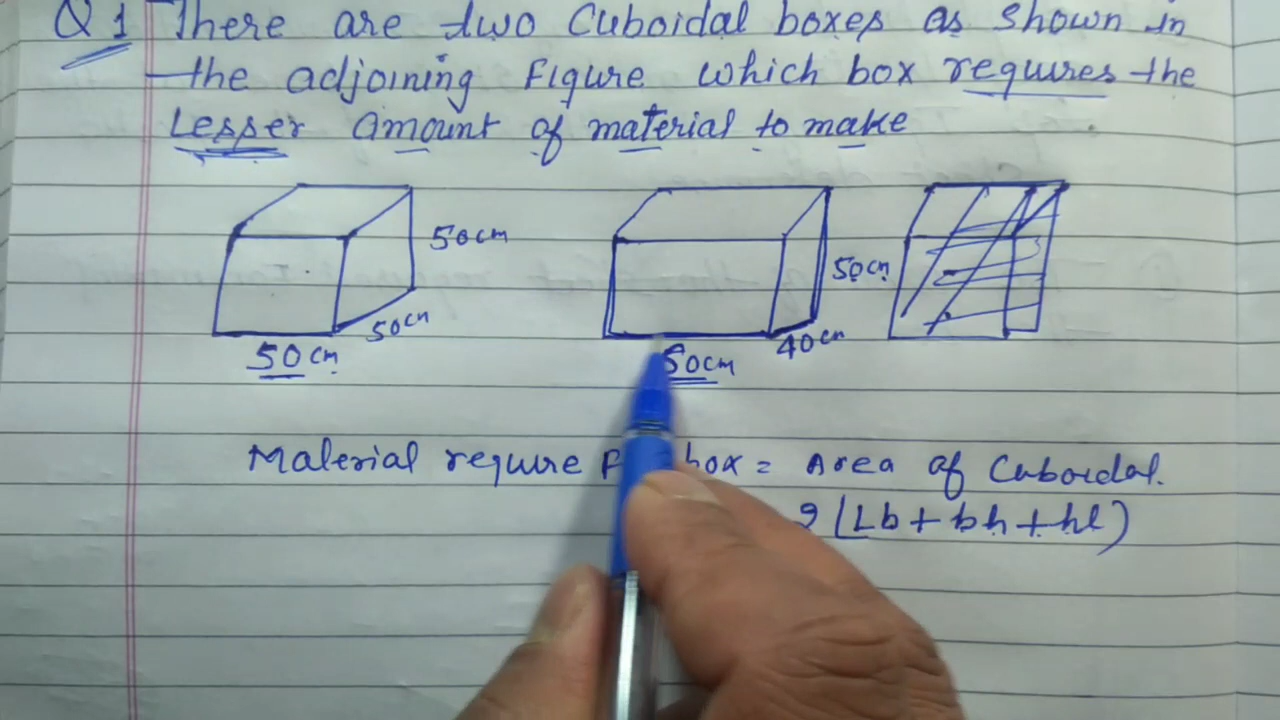 Q 1 There are two Cuboidal boxes as shown in
the adjoining Figure which box requires the
Lesser amount of material to make
50cm
50cm
50cm
50cm
40cm
Material require box = Area of Cuboidal.
2(Lb + bh + hl)